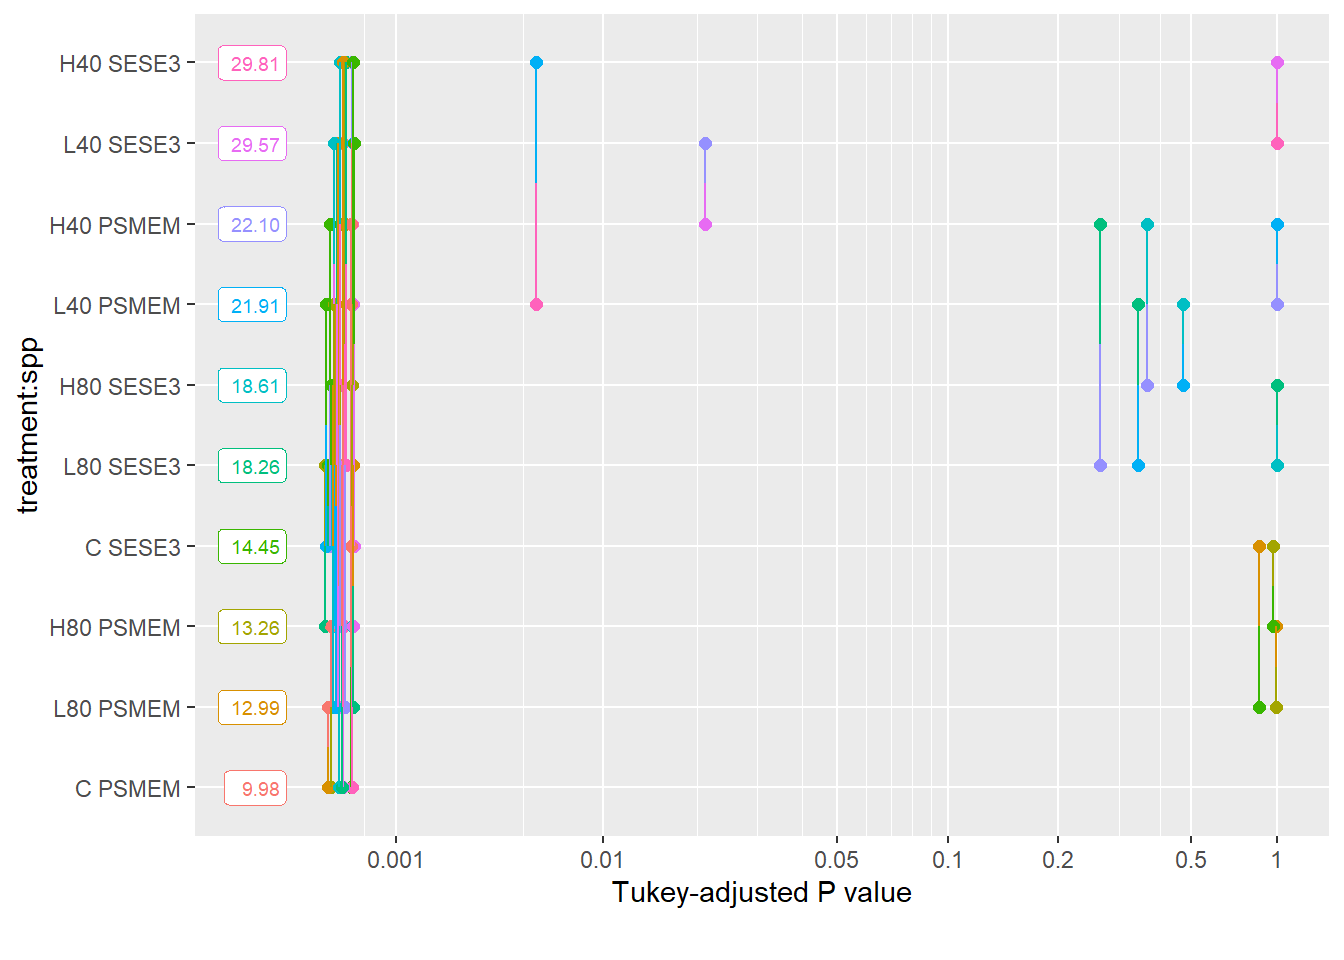 H40 SESE3 29.81
L40 SESE3 29.57
H40 PSMEM 22.10
L40 PSMEM 21.91
H80 SESE3 18.61
L80 SESE3 18.26
C SESE3 14.45
H80 PSMEM 13.26
L80 PSMEM 12.99
C PSMEM 9.98
treatment:spp
0.001 0.01 0.05 0.1 0.2 0.5 1
Tukey-adjusted P value